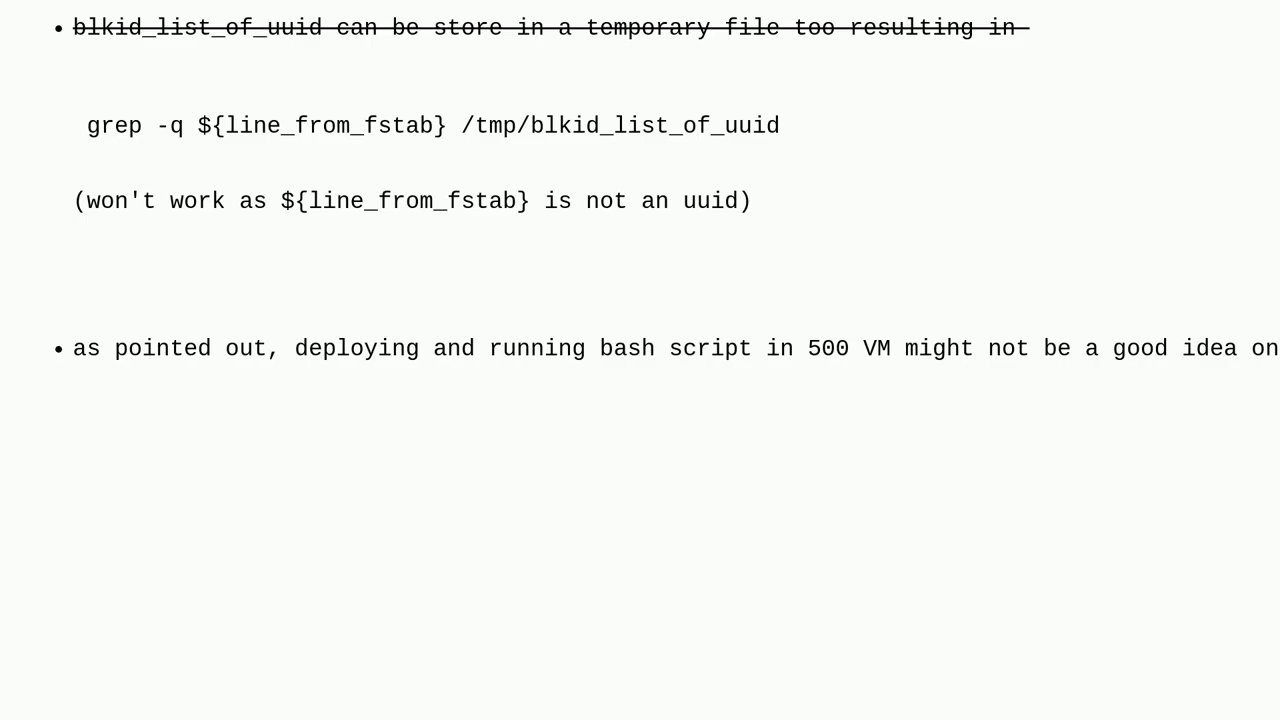 • blkid_list_of_uuid can be store in a temporary file too resulting in
grep -q ${line_from_fstab} /tmp/blkid_list_of_uuid
(won't work as ${line_from_fstab} is not an uuid)
• as pointed out, deploying and running bash script in 500 VM might not be a good idea on